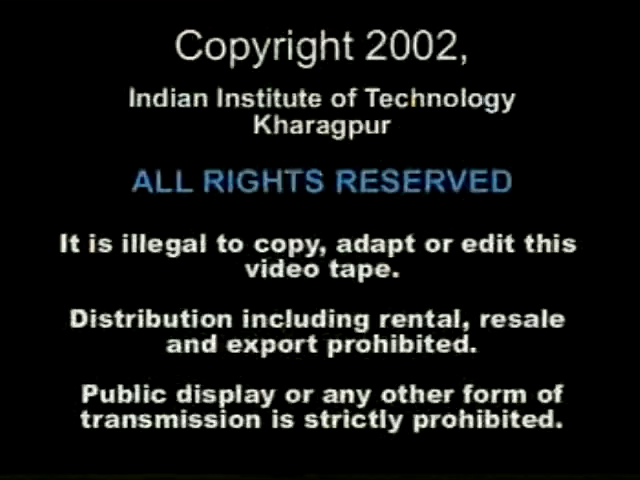 Copyright 2002,
Indian Institute of Technology
Kharagpur
ALL RIGHTS RESERVED
It is illegal to copy, adapt or edit this
video tape.
Distribution including rental, resale
and export prohibited.
Public display or any other form of
transmission is strictly prohibited.